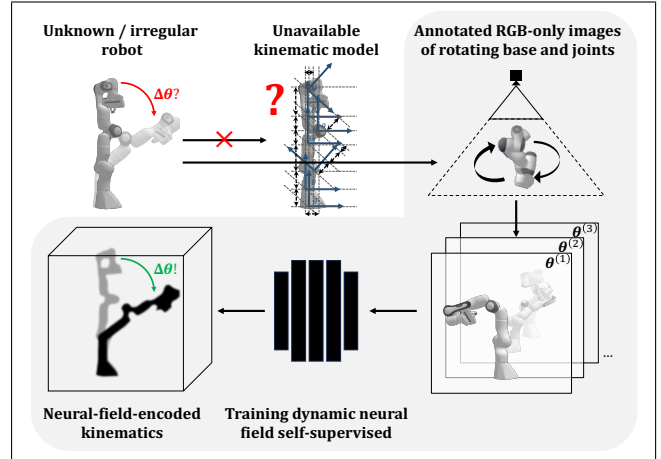 Unknown / irregular
robot
Unavailable
kinematic model
Annotated RGB-only images
of rotating base and joints
Δθ?
?
θ(3)
θ(2)
θ(1)
Δθ!
...
Neural-field-encoded
kinematics
Training dynamic neural
field self-supervised